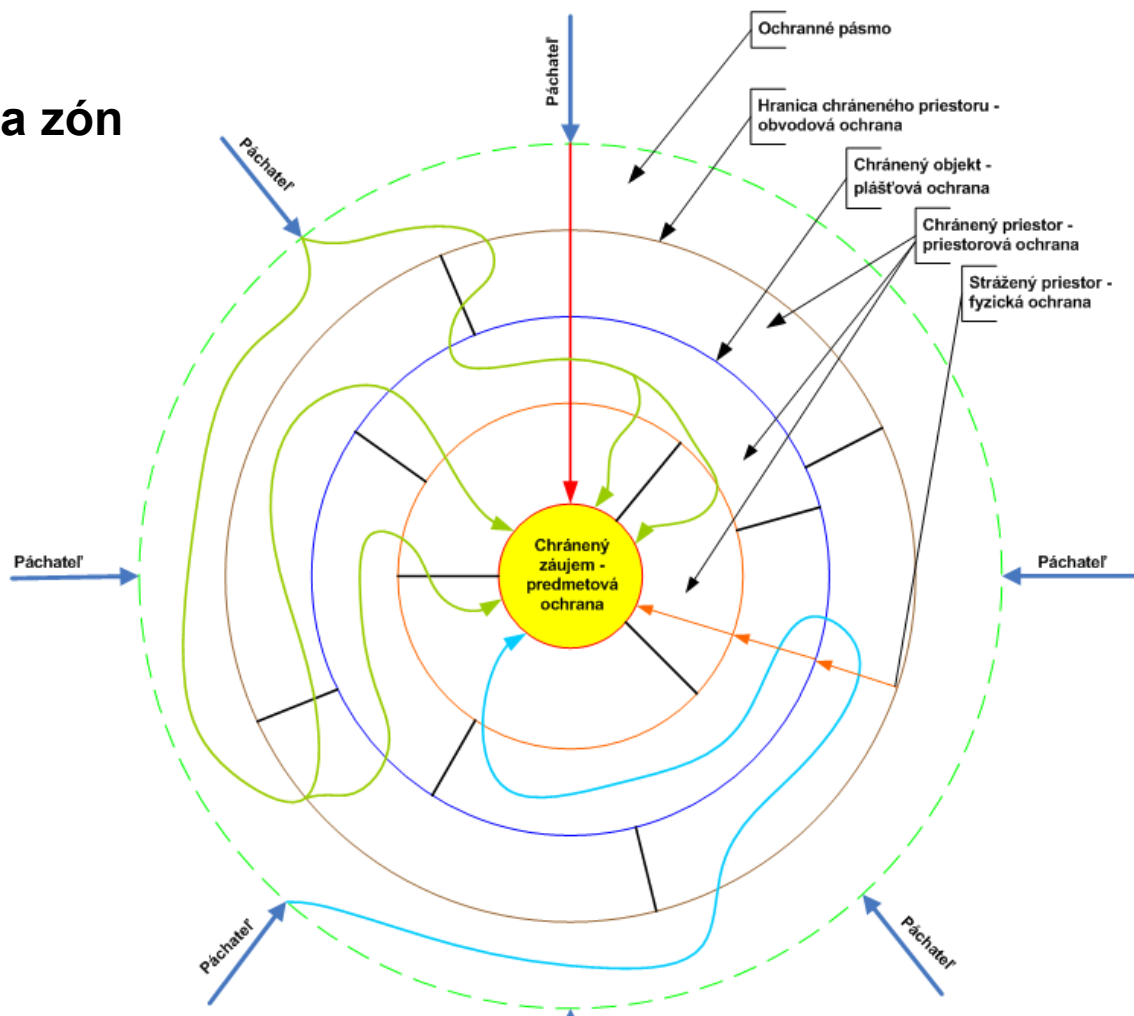 a zón
Páchateľ
Páchateľ
Ochranné pásmo
Hranica chráneného priestoru -
obvodová ochrana
Chránený objekt -
plášťová ochrana
Chránený priestor -
priestorová ochrana
Strážený priestor -
fyzická ochrana
Páchateľ
Chránený
záujem -
predmetová
ochrana
Páchateľ
Páchateľ
Páchateľ